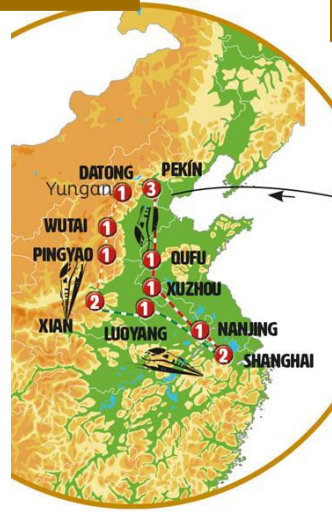 DATONG
PEKÍN
Yungan
1
3
WUTAI
1
PINGYAO
1
QUFU
1
XUZHOU
1
XIAN
2
LUOYANG
1
NANJING
1
SHANGHAI
2